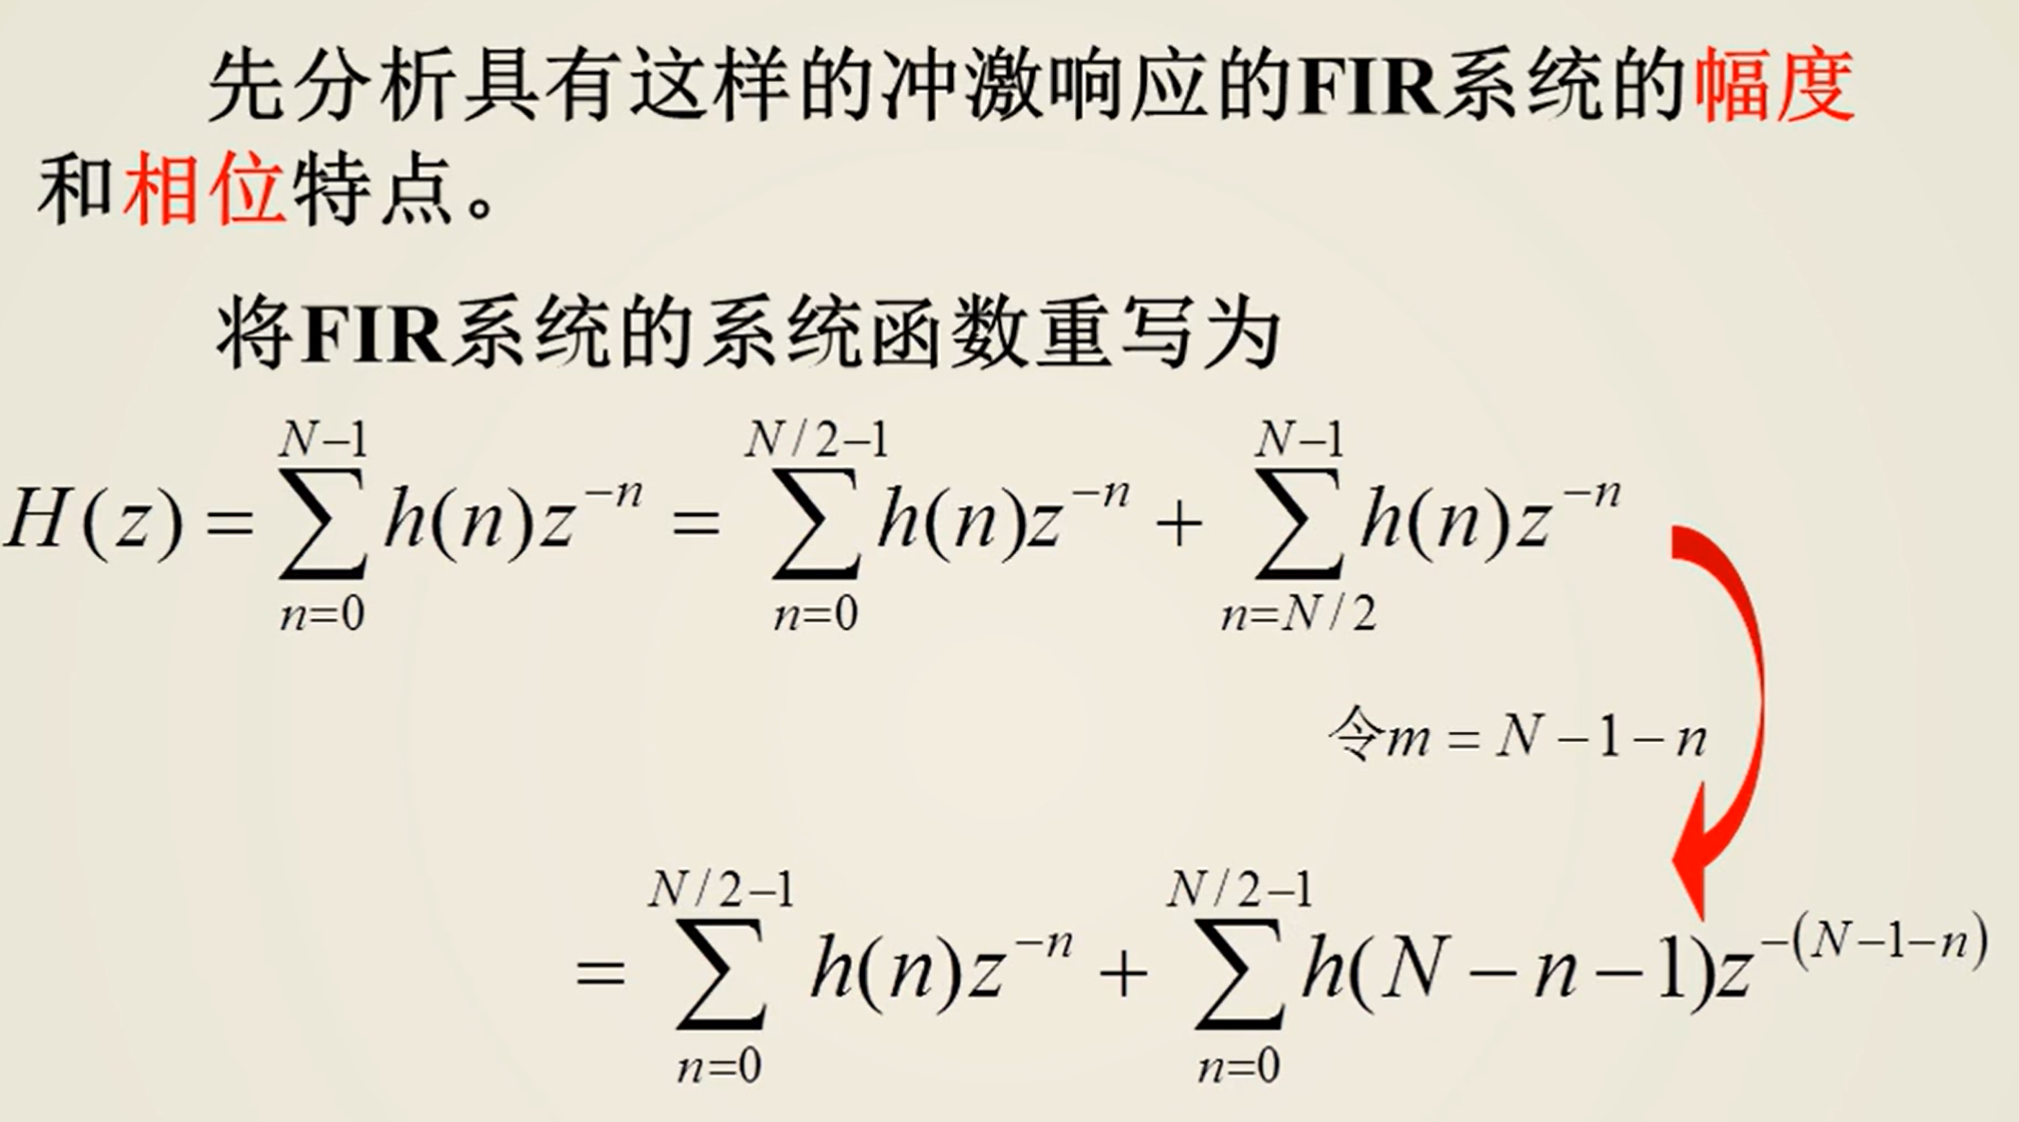 先分析具有这样的冲激响应的FIR系统的幅度
和相位特点。
将FIR系统的系统函数重写为
H(z) = \sum_{n=0}^{N-1} h(n)z^{-n} = \sum_{n=0}^{N/2-1} h(n)z^{-n} + \sum_{n=N/2}^{N-1} h(n)z^{-n}
令m = N-1-n
= \sum_{n=0}^{N/2-1} h(n)z^{-n} + \sum_{n=0}^{N/2-1} h(N-n-1)z^{-(N-1-n)}